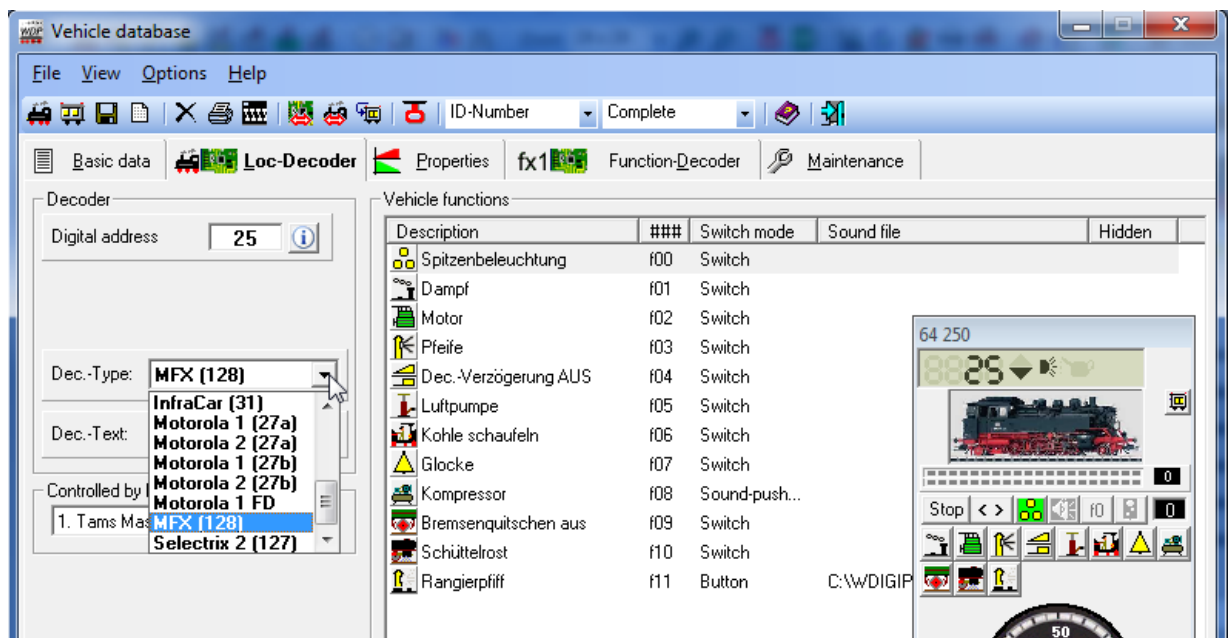 WDP Vehicle database
File View Options Help
ID-Number Complete
Basic data Loc-Decoder Properties fx1 Function-Decoder Maintenance
Decoder
Digital address 25
Dec.-Type: MFX (128)
InfraCar (31)
Motorola 1 (27a)
Motorola 2 (27a)
Motorola 1 (27b)
Motorola 2 (27b)
Motorola 1 FD
MFX (128)
Selectrix 2 (127)
Dec.-Text:
Controlled by
1. Tams Mas
Vehicle functions
Description ### Switch mode Sound file Hidden
Spitzenbeleuchtung f00 Switch
Dampf f01 Switch
Motor f02 Switch
Pfeife f03 Switch
Dec.-Verzögerung AUS f04 Switch
Luftpumpe f05 Switch
Kohle schaufeln f06 Switch
Glocke f07 Switch
Kompressor f08 Sound-push...
Bremsenquitschen aus f09 Switch
Schüttelrost f10 Switch
Rangierpfiff f11 Button C:\WDIGIP
64 250
25
0
Stop < > f0 0
50